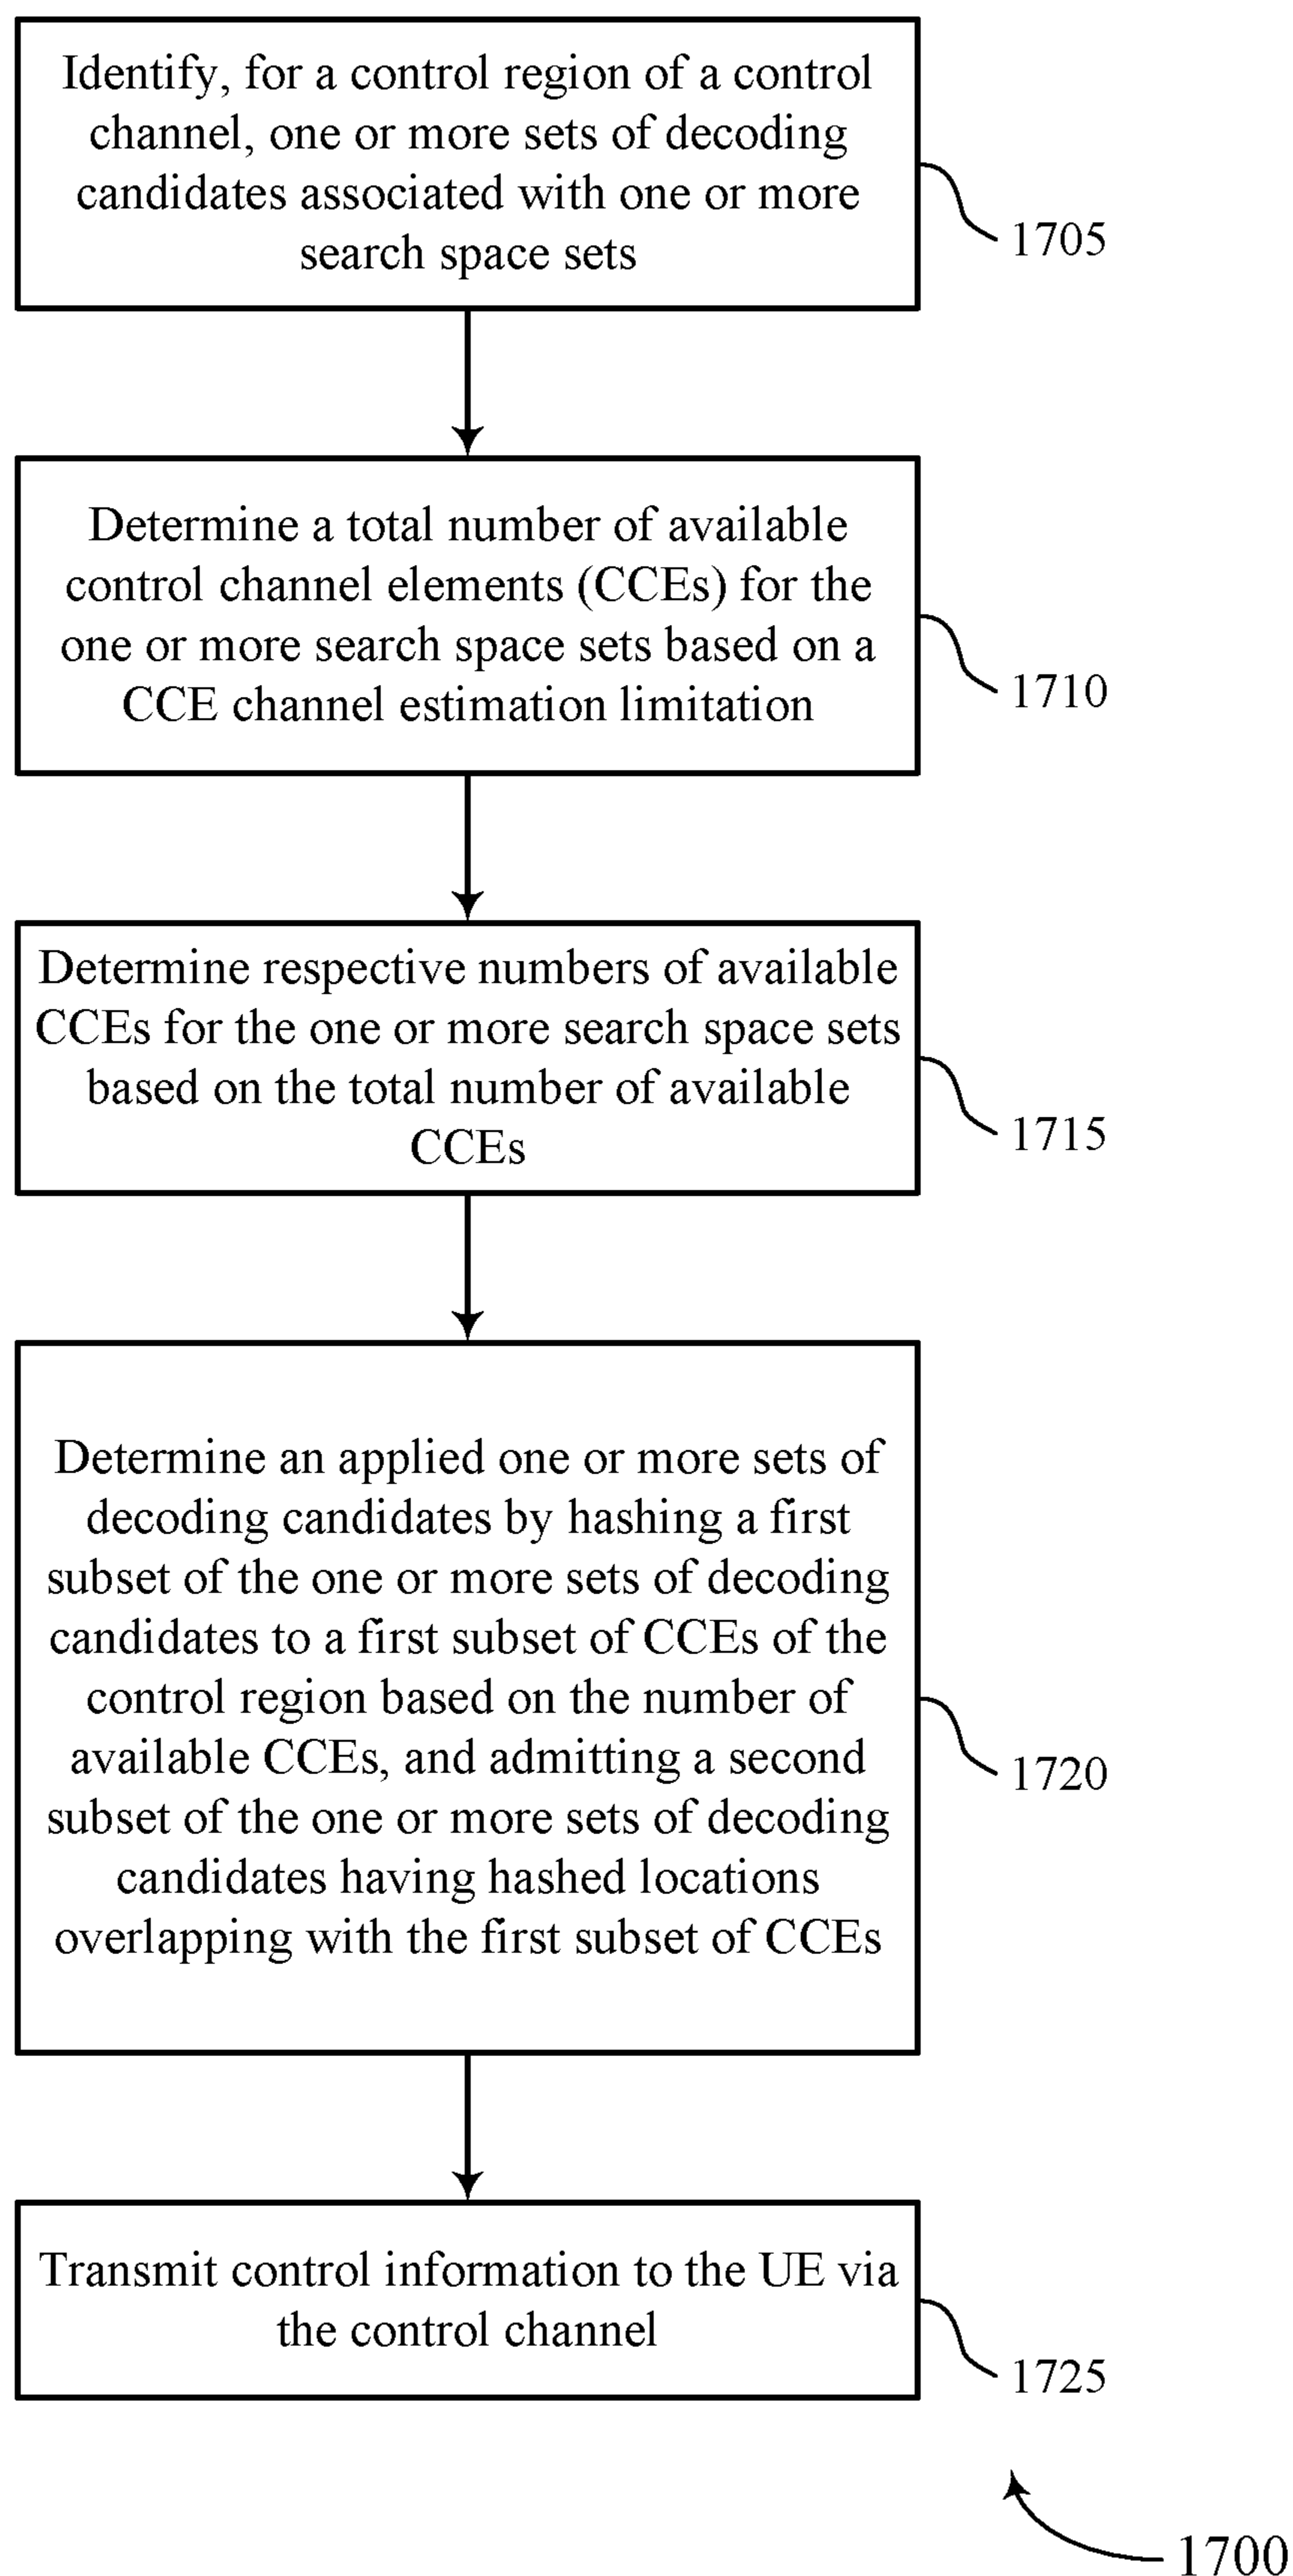 Identify, for a control region of a control
channel, one or more sets of decoding
candidates associated with one or more
search space sets
1705
Determine a total number of available
control channel elements (CCEs) for the
one or more search space sets based on a
CCE channel estimation limitation
1710
Determine respective numbers of available
CCEs for the one or more search space sets
based on the total number of available
CCEs
1715
Determine an applied one or more sets of
decoding candidates by hashing a first
subset of the one or more sets of decoding
candidates to a first subset of CCEs of the
control region based on the number of
available CCEs, and admitting a second
subset of the one or more sets of decoding
candidates having hashed locations
overlapping with the first subset of CCEs
1720
Transmit control information to the UE via
the control channel
1725
1700